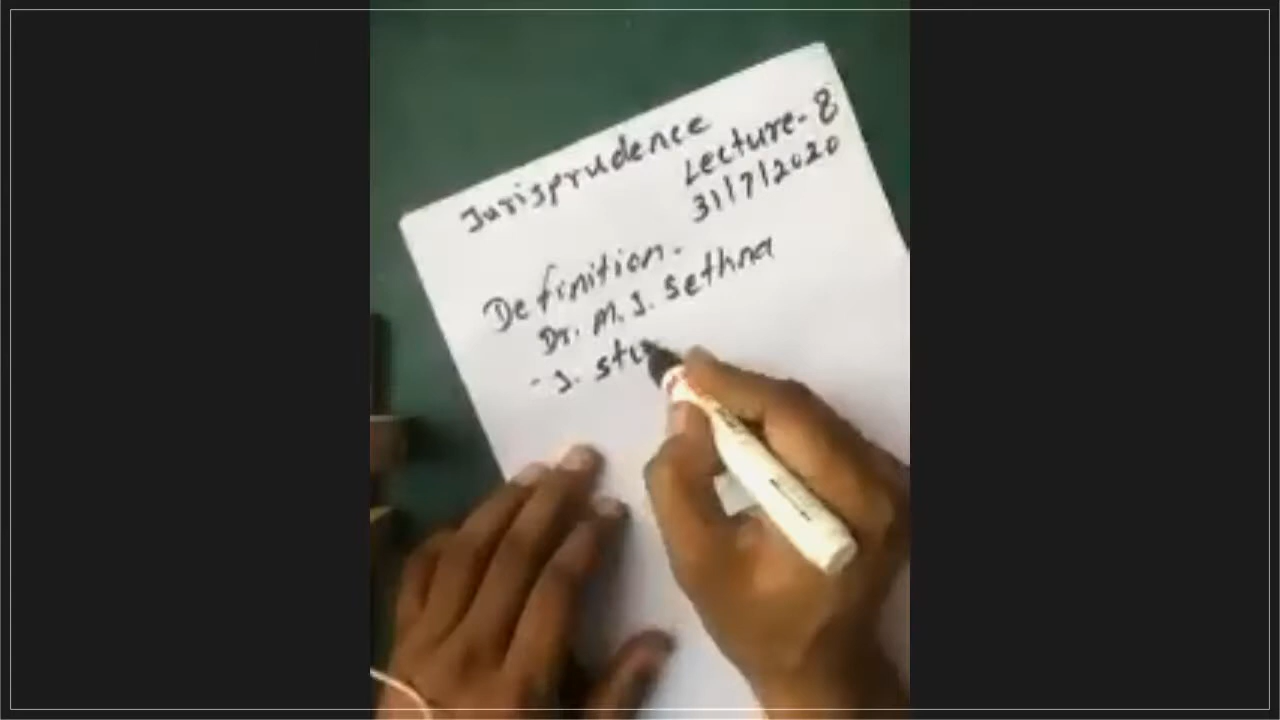 Jurisprudence
Lecture-8
31/7/2020
Definition-
Dr. M.J. Sethna
- J.